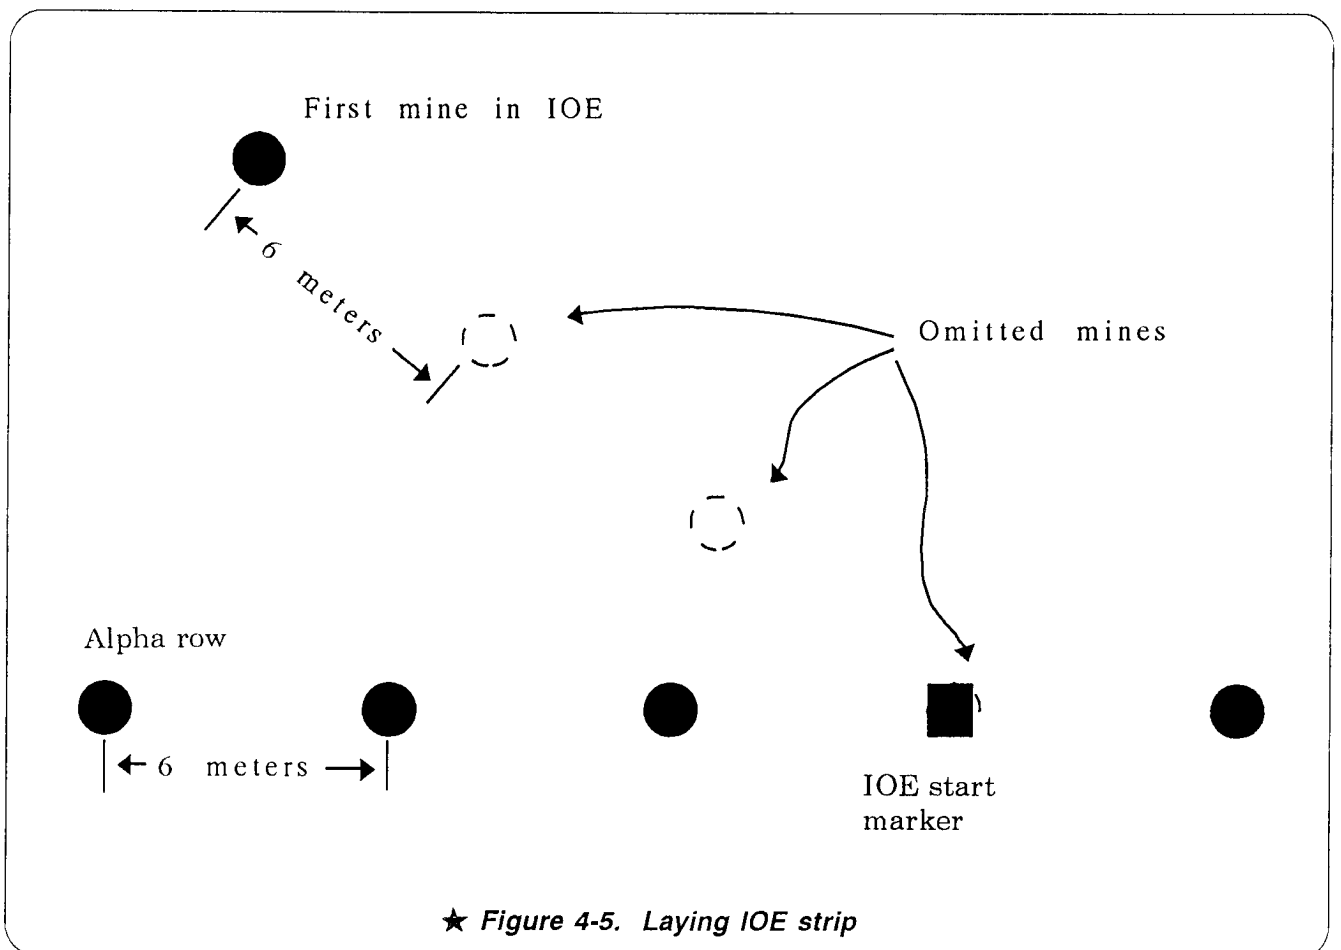 First mine in IOE
6 meters
Omitted mines
Alpha row
6 meters
IOE start
marker
★ Figure 4-5. Laying IOE strip